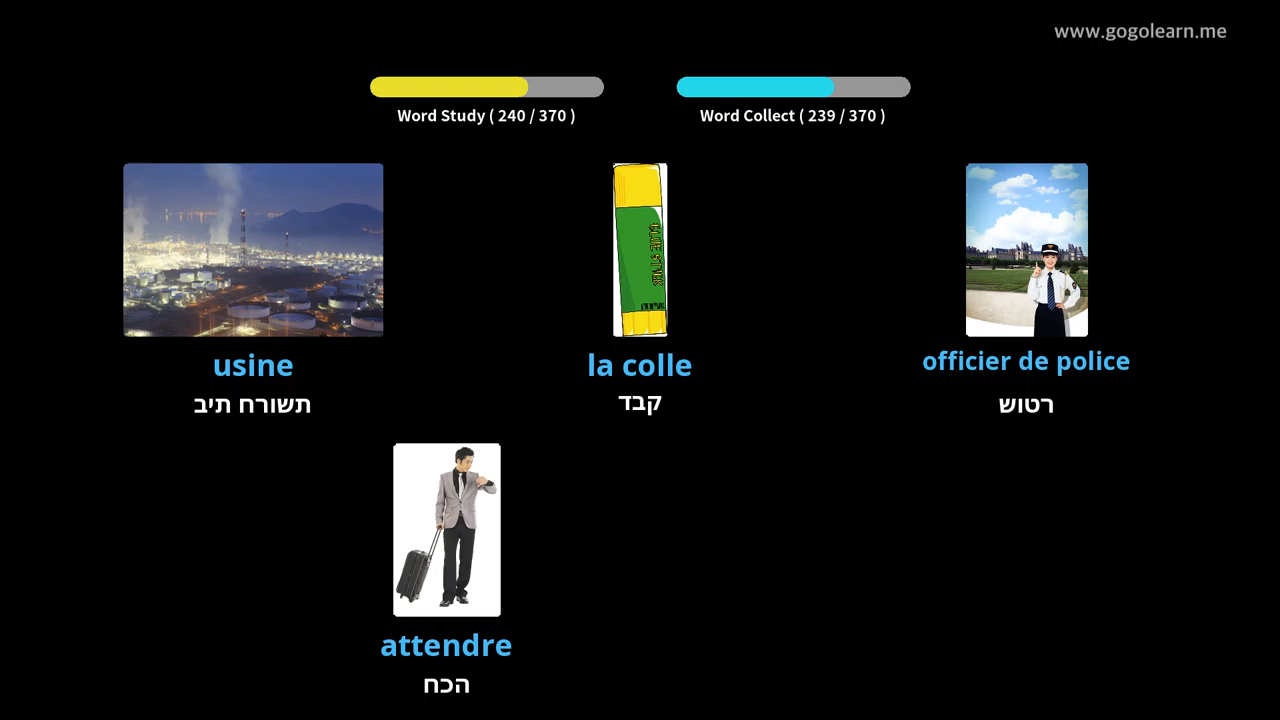 www.gogolearn.me
Word Study ( 240 / 370 )
Word Collect ( 239 / 370 )
usine
תשורח תיב
la colle
קבד
officier de police
רטוש
attendre
הכח